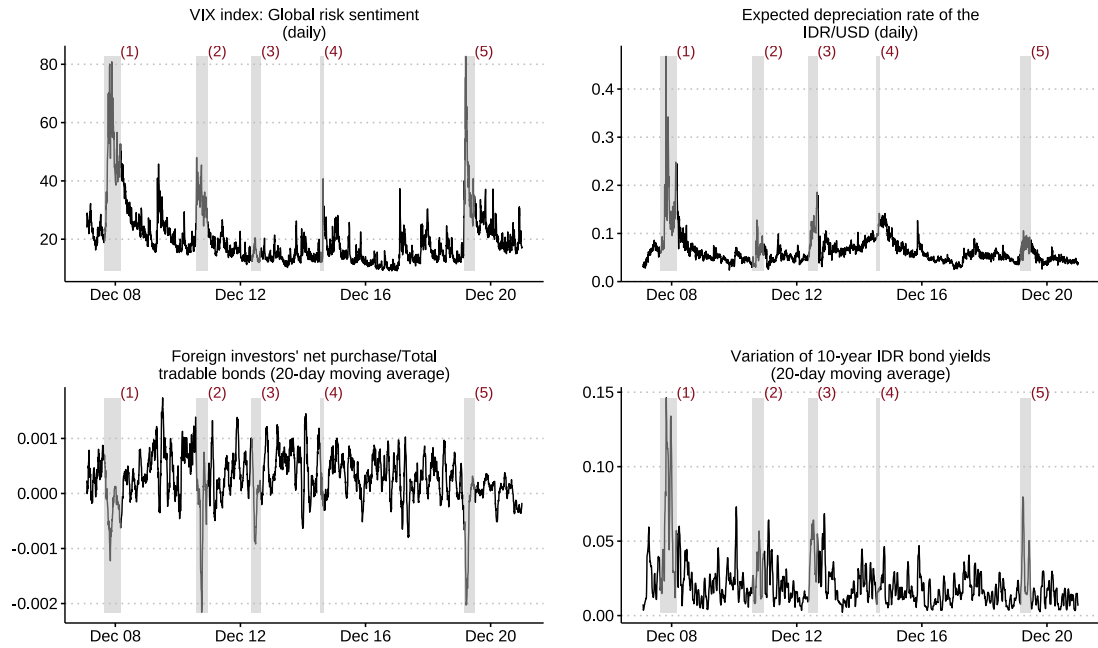 VIX index: Global risk sentiment
(daily)
(1) (2) (3) (4) (5)
80
60
40
20
Dec 08 Dec 12 Dec 16 Dec 20
Expected depreciation rate of the
IDR/USD (daily)
(1) (2) (3) (4) (5)
0.4
0.3
0.2
0.1
0.0
Dec 08 Dec 12 Dec 16 Dec 20
Foreign investors' net purchase/Total
tradable bonds (20-day moving average)
(1) (2) (3) (4) (5)
0.001
0.000
-0.001
-0.002
Dec 08 Dec 12 Dec 16 Dec 20
Variation of 10-year IDR bond yields
(20-day moving average)
(1) (2) (3) (4) (5)
0.15
0.10
0.05
0.00
Dec 08 Dec 12 Dec 16 Dec 20